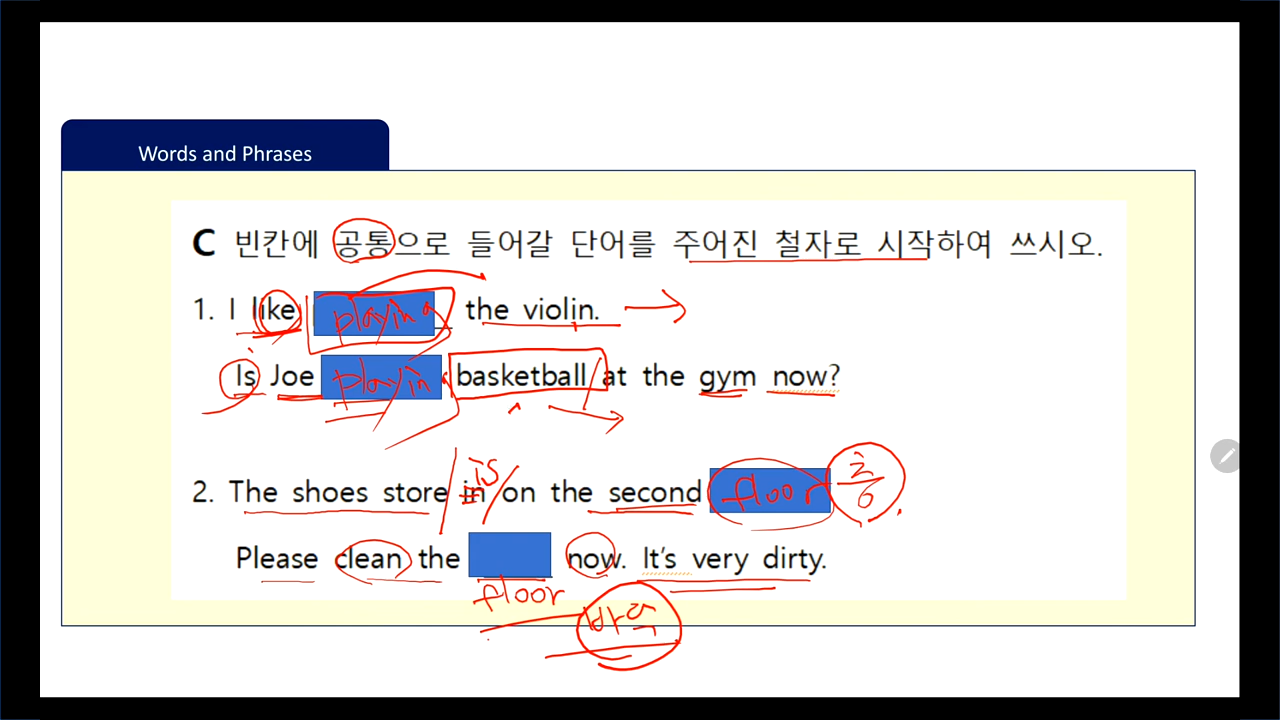 Words and Phrases
C 빈칸에 공통으로 들어갈 단어를 주어진 철자로 시작하여 쓰시오.
1. I like playing the violin.
Is Joe playing basketball at the gym now?
is
2. The shoes store in on the second floor 층.
Please clean the now. It's very dirty.
floor
바닥